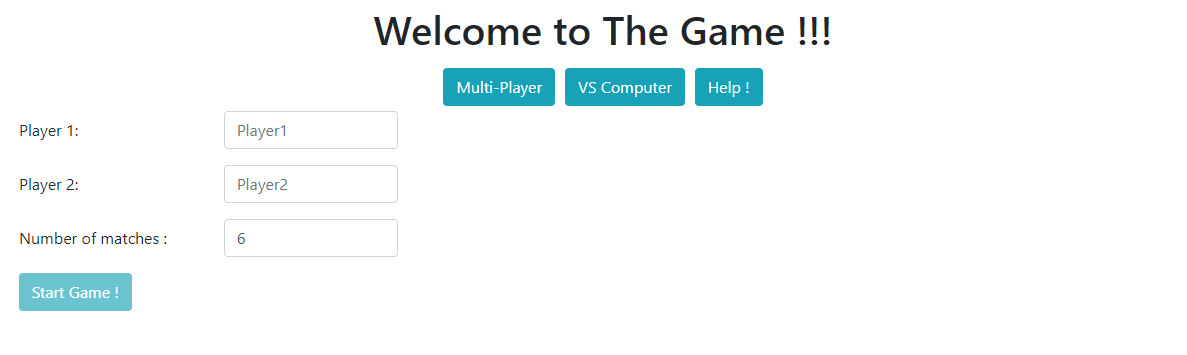 Welcome to The Game !!!
Multi-Player VS Computer Help !
Player 1: Player1
Player 2: Player2
Number of matches : 6
Start Game !